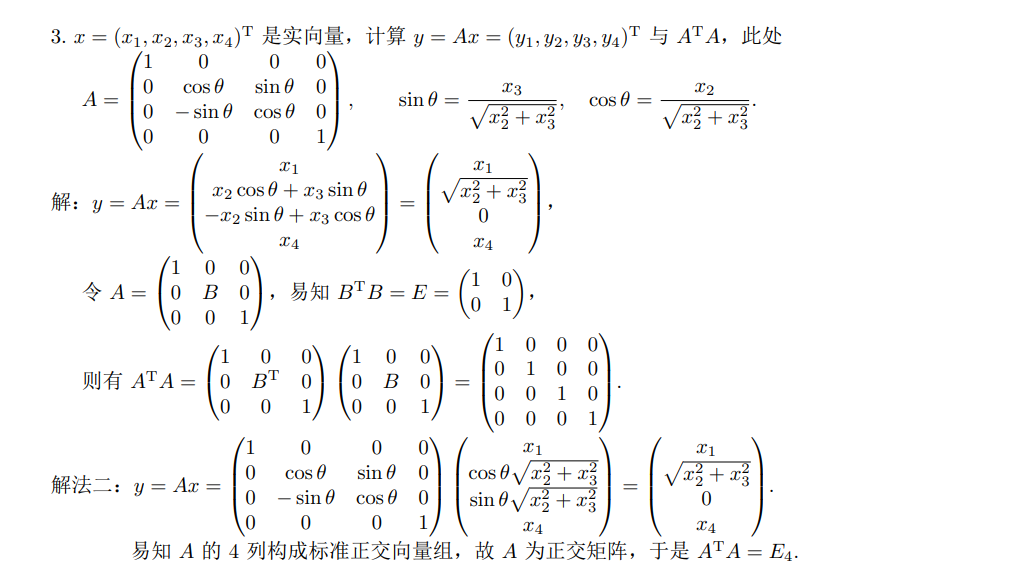 3. $x = (x_1, x_2, x_3, x_4)^{\mathrm{T}}$ 是实向量，计算 $y = Ax = (y_1, y_2, y_3, y_4)^{\mathrm{T}}$ 与 $A^{\mathrm{T}}A$，此处
$A = \begin{pmatrix} 1 & 0 & 0 & 0 \\ 0 & \cos\theta & \sin\theta & 0 \\ 0 & -\sin\theta & \cos\theta & 0 \\ 0 & 0 & 0 & 1 \end{pmatrix}$, $\sin\theta = \frac{x_3}{\sqrt{x_2^2 + x_3^2}}$, $\cos\theta = \frac{x_2}{\sqrt{x_2^2 + x_3^2}}$.
解：$y = Ax = \begin{pmatrix} x_1 \\ x_2\cos\theta + x_3\sin\theta \\ -x_2\sin\theta + x_3\cos\theta \\ x_4 \end{pmatrix} = \begin{pmatrix} x_1 \\ \sqrt{x_2^2 + x_3^2} \\ 0 \\ x_4 \end{pmatrix}$，
令 $A = \begin{pmatrix} 1 & 0 & 0 \\ 0 & B & 0 \\ 0 & 0 & 1 \end{pmatrix}$，易知 $B^{\mathrm{T}}B = E = \begin{pmatrix} 1 & 0 \\ 0 & 1 \end{pmatrix}$，
则有 $A^{\mathrm{T}}A = \begin{pmatrix} 1 & 0 & 0 \\ 0 & B^{\mathrm{T}} & 0 \\ 0 & 0 & 1 \end{pmatrix} \begin{pmatrix} 1 & 0 & 0 \\ 0 & B & 0 \\ 0 & 0 & 1 \end{pmatrix} = \begin{pmatrix} 1 & 0 & 0 & 0 \\ 0 & 1 & 0 & 0 \\ 0 & 0 & 1 & 0 \\ 0 & 0 & 0 & 1 \end{pmatrix}$.
解法二：$y = Ax = \begin{pmatrix} 1 & 0 & 0 & 0 \\ 0 & \cos\theta & \sin\theta & 0 \\ 0 & -\sin\theta & \cos\theta & 0 \\ 0 & 0 & 0 & 1 \end{pmatrix} \begin{pmatrix} x_1 \\ \cos\theta\sqrt{x_2^2 + x_3^2} \\ \sin\theta\sqrt{x_2^2 + x_3^2} \\ x_4 \end{pmatrix} = \begin{pmatrix} x_1 \\ \sqrt{x_2^2 + x_3^2} \\ 0 \\ x_4 \end{pmatrix}$.
易知 $A$ 的 4 列构成标准正交向量组，故 $A$ 为正交矩阵，于是 $A^{\mathrm{T}}A = E_4$.